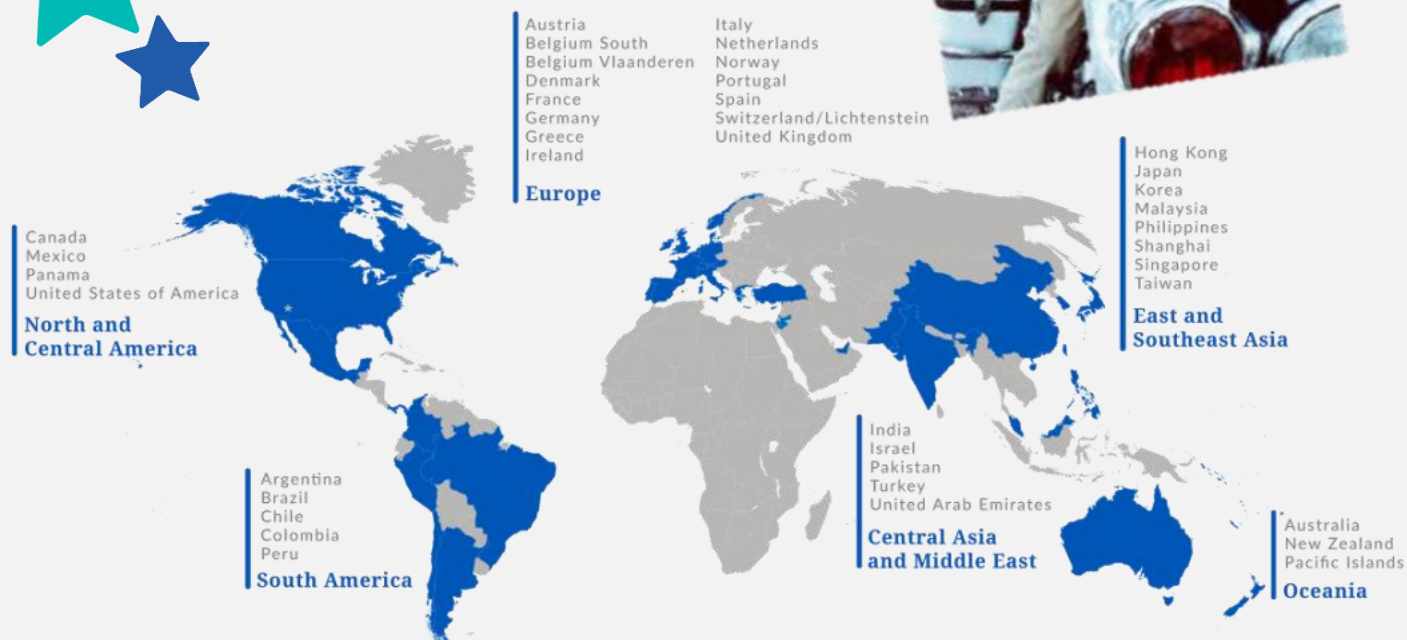 Austria
Belgium South
Belgium Vlaanderen
Denmark
France
Germany
Greece
Ireland
Italy
Netherlands
Norway
Portugal
Spain
Switzerland/Lichtenstein
United Kingdom
Europe
Hong Kong
Japan
Korea
Malaysia
Philippines
Shanghai
Singapore
Taiwan
East and
Southeast Asia
Canada
Mexico
Panama
United States of America
North and
Central America
India
Israel
Pakistan
Turkey
United Arab Emirates
Central Asia
and Middle East
Argentina
Brazil
Chile
Colombia
Peru
South America
Australia
New Zealand
Pacific Islands
Oceania